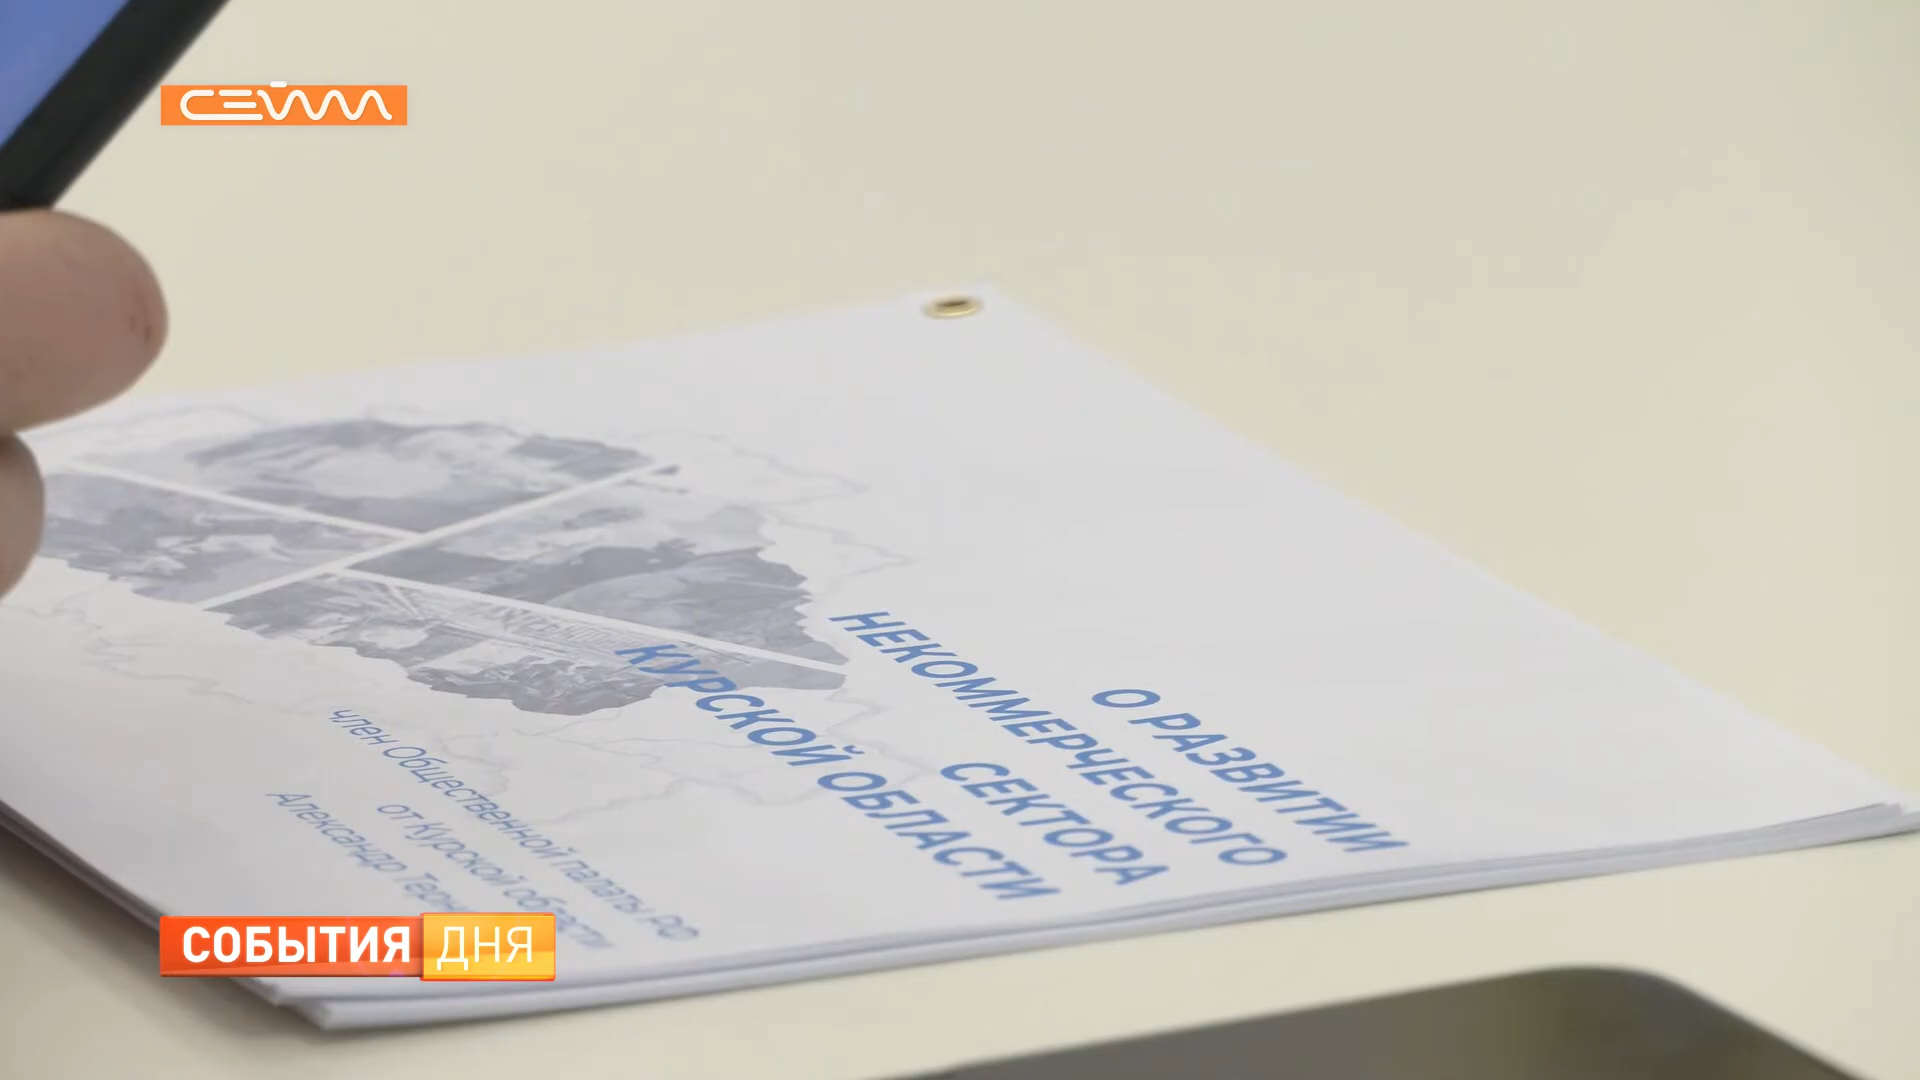 СЕЙМ
О РАЗВИТИИ
НЕКОММЕРЧЕСКОГО
СЕКТОРА
КУРСКОЙ ОБЛАСТИ
член Общественной палаты РФ
от Курской области
Александр
СОБЫТИЯ ДНЯ